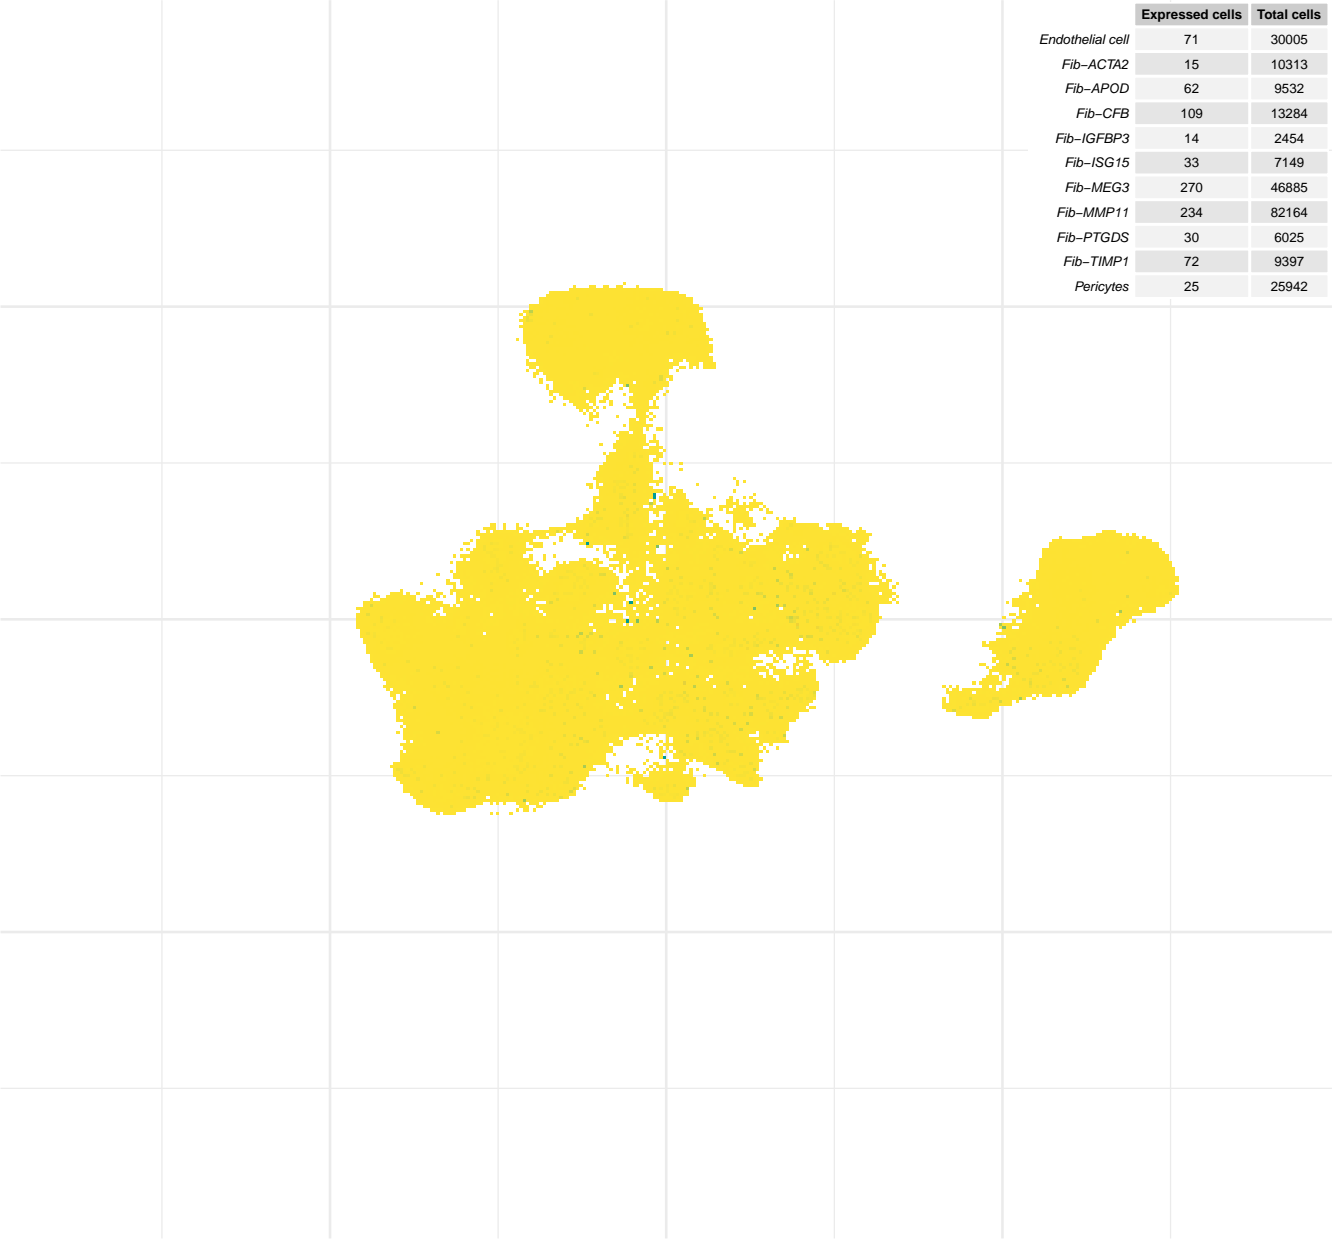 Expressed cells Total cells
Endothelial cell 71 30005
Fib−ACTA2 15 10313
Fib−APOD 62 9532
Fib−CFB 109 13284
Fib−IGFBP3 14 2454
Fib−ISG15 33 7149
Fib−MEG3 270 46885
Fib−MMP11 234 82164
Fib−PTGDS 30 6025
Fib−TIMP1 72 9397
Pericytes 25 25942